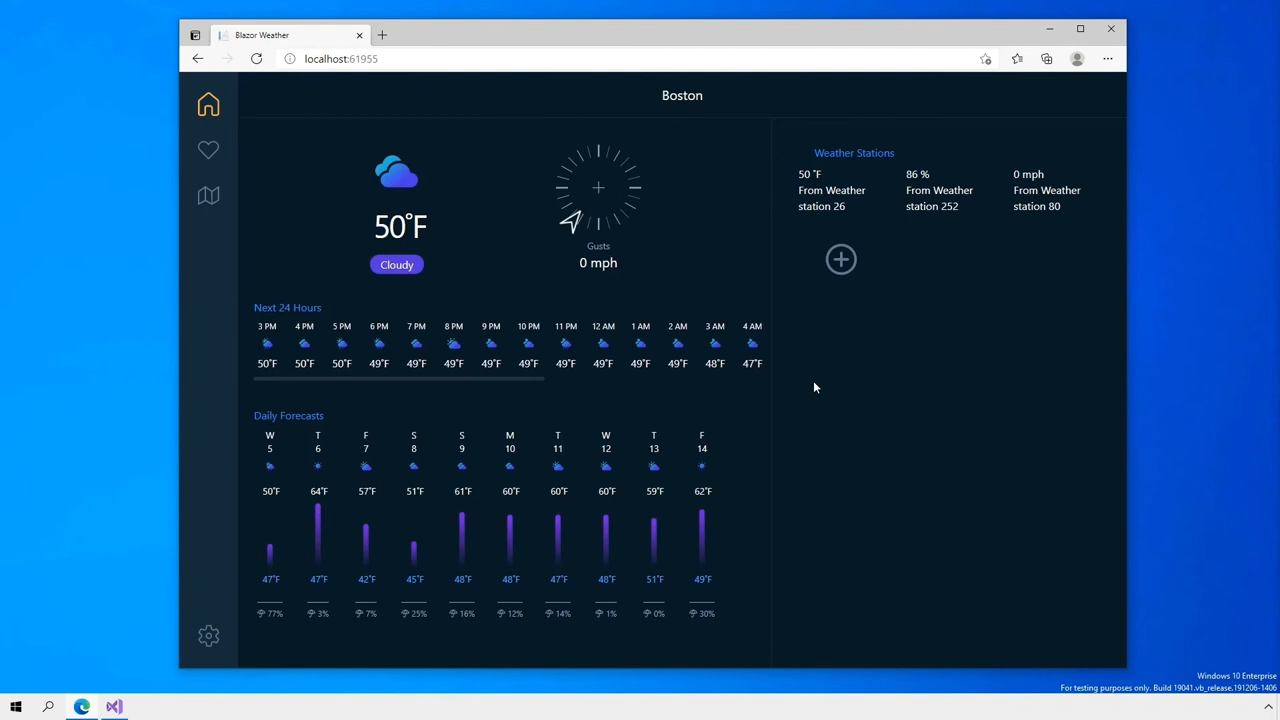 Blazor Weather
localhost:61955
Boston
50°F
Cloudy
Gusts
0 mph
Weather Stations
50 °F 86 % 0 mph
From Weather From Weather From Weather
station 26 station 252 station 80
Next 24 Hours
3 PM 4 PM 5 PM 6 PM 7 PM 8 PM 9 PM 10 PM 11 PM 12 AM 1 AM 2 AM 3 AM 4 AM
50°F 50°F 50°F 49°F 49°F 49°F 49°F 49°F 49°F 49°F 49°F 49°F 48°F 47°F
Daily Forecasts
W T F S S M T W T F
5 6 7 8 9 10 11 12 13 14
50°F 64°F 57°F 51°F 61°F 60°F 60°F 60°F 59°F 62°F
47°F 47°F 42°F 45°F 48°F 48°F 47°F 48°F 51°F 49°F
77% 3% 7% 25% 16% 12% 14% 1% 0% 30%
Windows 10 Enterprise
For testing purposes only. Build 19041.vb_release.191206-1406